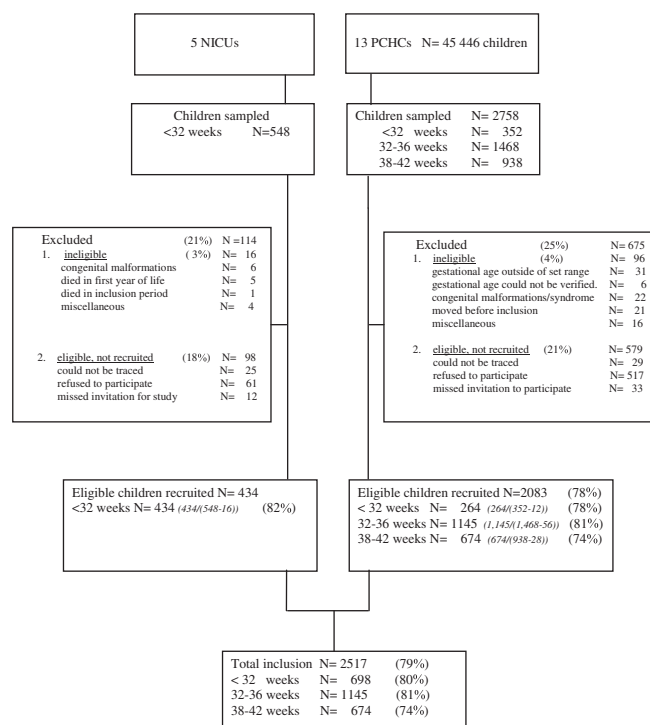 5 NICUs
13 PCHCs N= 45 446 children
Children sampled
<32 weeks N=548
Children sampled N= 2758
<32 weeks N= 352
32-36 weeks N= 1468
38-42 weeks N= 938
Excluded (21%) N =114
1. ineligible ( 3%) N= 16
congenital malformations N= 6
died in first year of life N= 5
died in inclusion period N= 1
miscellaneous N= 4
2. eligible, not recruited (18%) N= 98
could not be traced N= 25
refused to participate N= 61
missed invitation for study N= 12
Excluded (25%) N= 675
1. ineligible (4%) N= 96
gestational age outside of set range N= 31
gestational age could not be verified. N= 6
congenital malformations/syndrome N= 22
moved before inclusion N= 21
miscellaneous N= 16
2. eligible, not recruited (21%) N= 579
could not be traced N= 29
refused to participate N= 517
missed invitation to participate N= 33
Eligible children recruited N= 434
<32 weeks N= 434 (434/(548-16)) (82%)
Eligible children recruited N=2083 (78%)
< 32 weeks N= 264 (264/(352-12)) (78%)
32-36 weeks N= 1145 (1,145/(1,468-56)) (81%)
38-42 weeks N= 674 (674/(938-28)) (74%)
Total inclusion N= 2517 (79%)
< 32 weeks N= 698 (80%)
32-36 weeks N= 1145 (81%)
38-42 weeks N= 674 (74%)